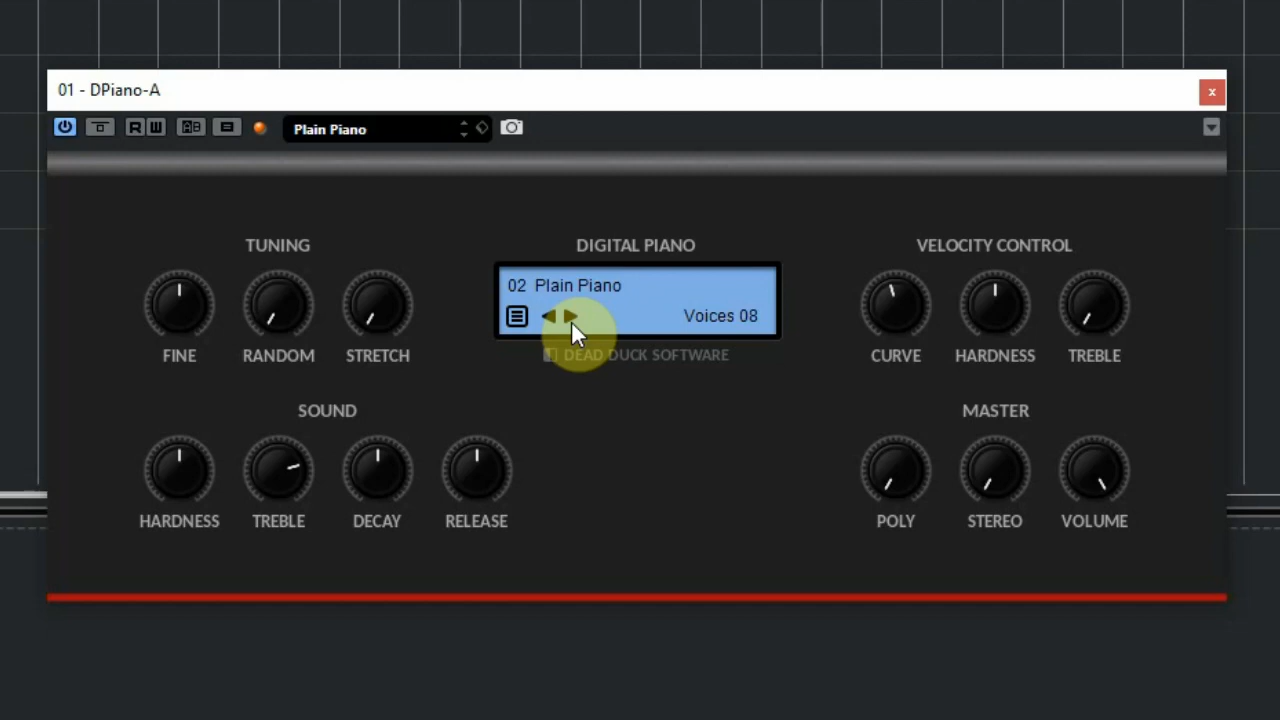 01 - DPiano-A
x
R W
Plain Piano
TUNING
DIGITAL PIANO
VELOCITY CONTROL
02 Plain Piano
Voices 08
FINE
RANDOM
STRETCH
DEAD DUCK SOFTWARE
CURVE
HARDNESS
TREBLE
SOUND
MASTER
HARDNESS
TREBLE
DECAY
RELEASE
POLY
STEREO
VOLUME